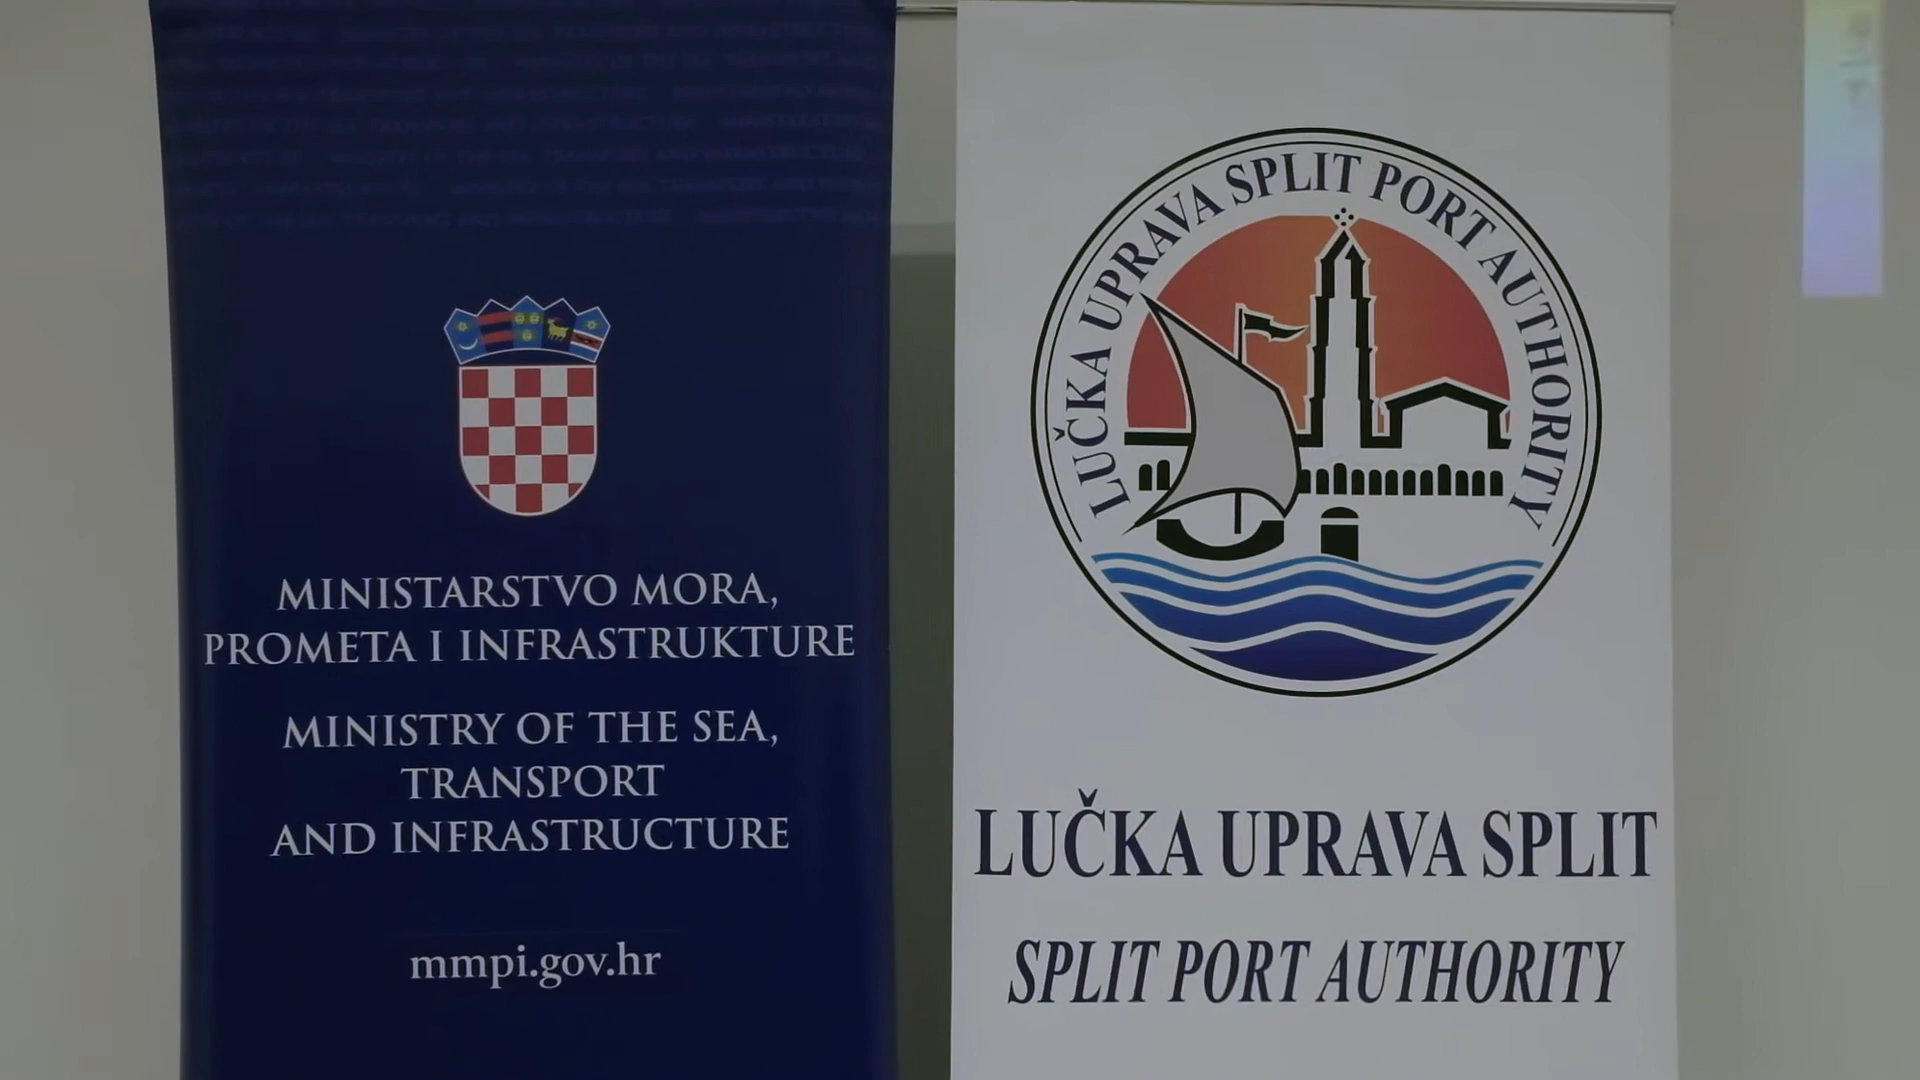 MINISTARSTVO MORA,
PROMETA I INFRASTRUKTURE
MINISTRY OF THE SEA,
TRANSPORT
AND INFRASTRUCTURE
mmpi.gov.hr
LUČKA UPRAVA SPLIT PORT AUTHORITY
LUČKA UPRAVA SPLIT
SPLIT PORT AUTHORITY